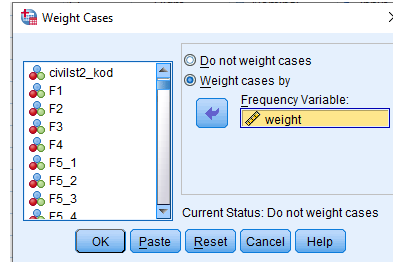 Weight Cases
civilst2_kod
F1
F2
F3
F4
F5_1
F5_2
F5_3
F5_4
Do not weight cases
Weight cases by
Frequency Variable:
weight
Current Status: Do not weight cases
OK Paste Reset Cancel Help